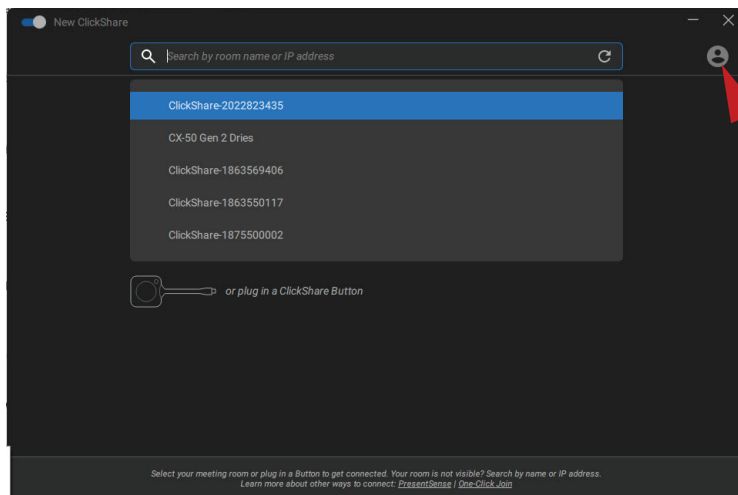 New ClickShare
Search by room name or IP address
ClickShare-2022823435
CX-50 Gen 2 Dries
ClickShare-1863569406
ClickShare-1863550117
ClickShare-1875500002
or plug in a ClickShare Button
Select your meeting room or plug in a Button to get connected. Your room is not visible? Search by name or IP address.
Learn more about other ways to connect: PresentSense | One-Click Join